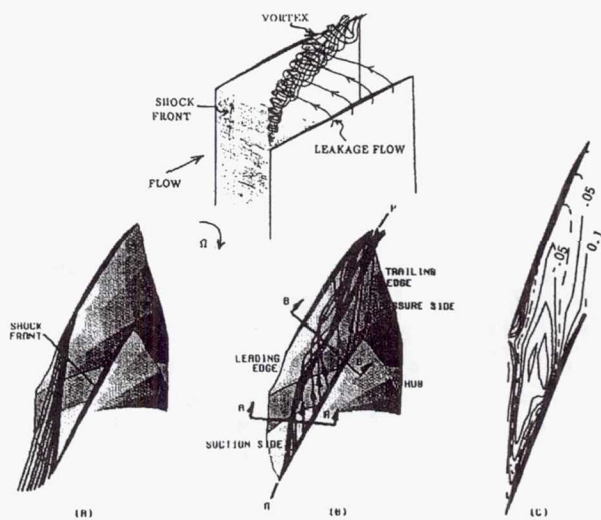 VORTEX
SHOCK
FRONT
LEAKAGE FLOW
FLOW
Ω
P
TRAILING
EDGE
SSURE SIDE
B
SHOCK
FRONT
LEADING
EDGE
B
HUB
A
A
SUCTION SIDE
.05
0.1
.05
(A)
(B)
(C)